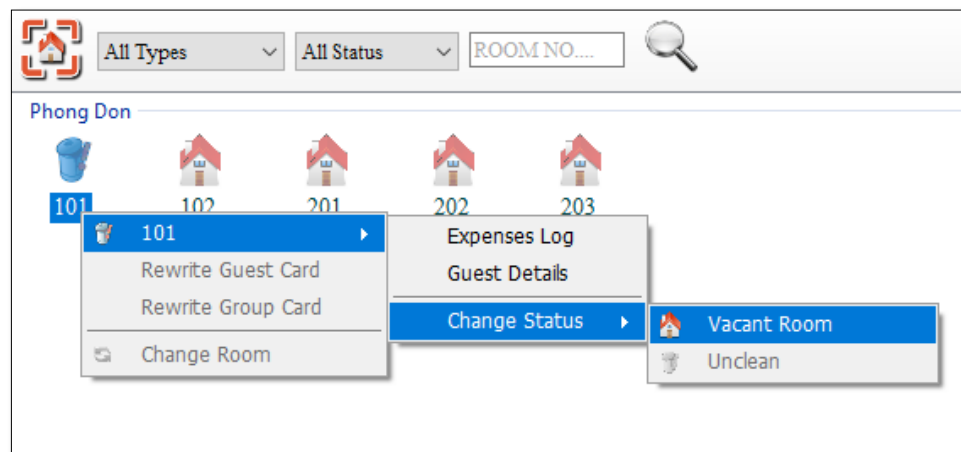 All Types
All Status
ROOM NO....
Phong Don
101
102
201
202
203
101
Rewrite Guest Card
Rewrite Group Card
Change Room
Expenses Log
Guest Details
Change Status
Vacant Room
Unclean